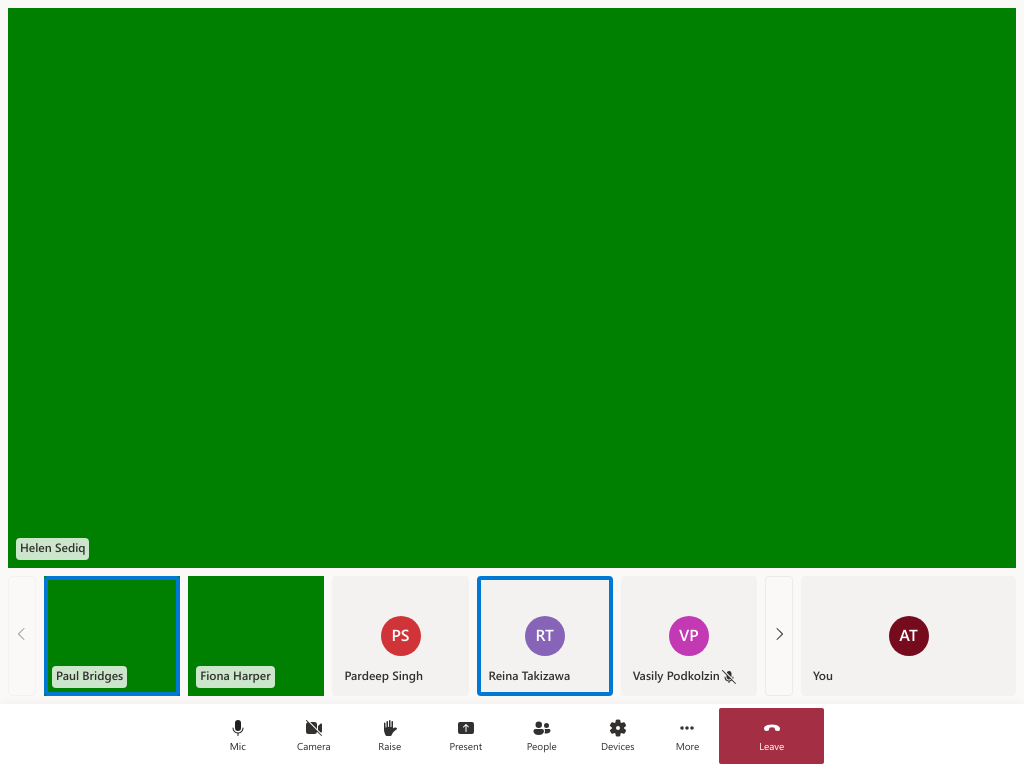 Helen Sediq
Paul Bridges
Fiona Harper
PS
Pardeep Singh
RT
Reina Takizawa
VP
Vasily Podkolzin
AT
You
Mic
Camera
Raise
Present
People
Devices
More
Leave